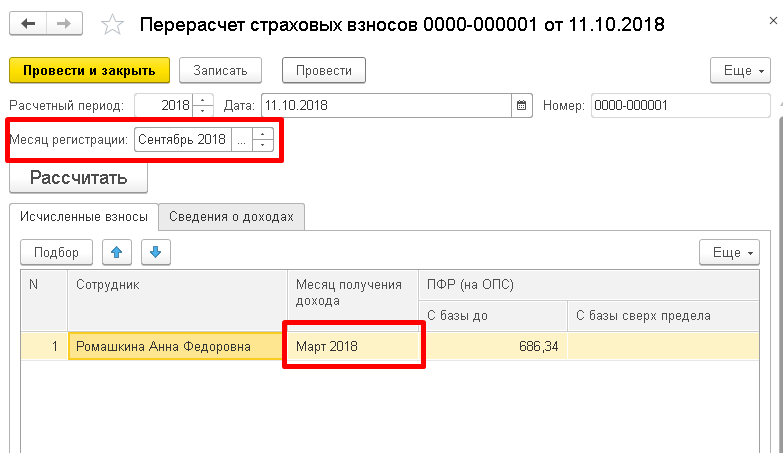 Перерасчет страховых взносов 0000-000001 от 11.10.2018
Провести и закрыть Записать Провести Еще
Расчетный период: 2018 Дата: 11.10.2018 Номер: 0000-000001
Месяц регистрации: Сентябрь 2018 ...
Рассчитать
Исчисленные взносы Сведения о доходах
Подбор Еще
N Сотрудник Месяц получения дохода ПФР (на ОПС)
С базы до С базы сверх предела
1 Ромашкина Анна Федоровна Март 2018 686,34